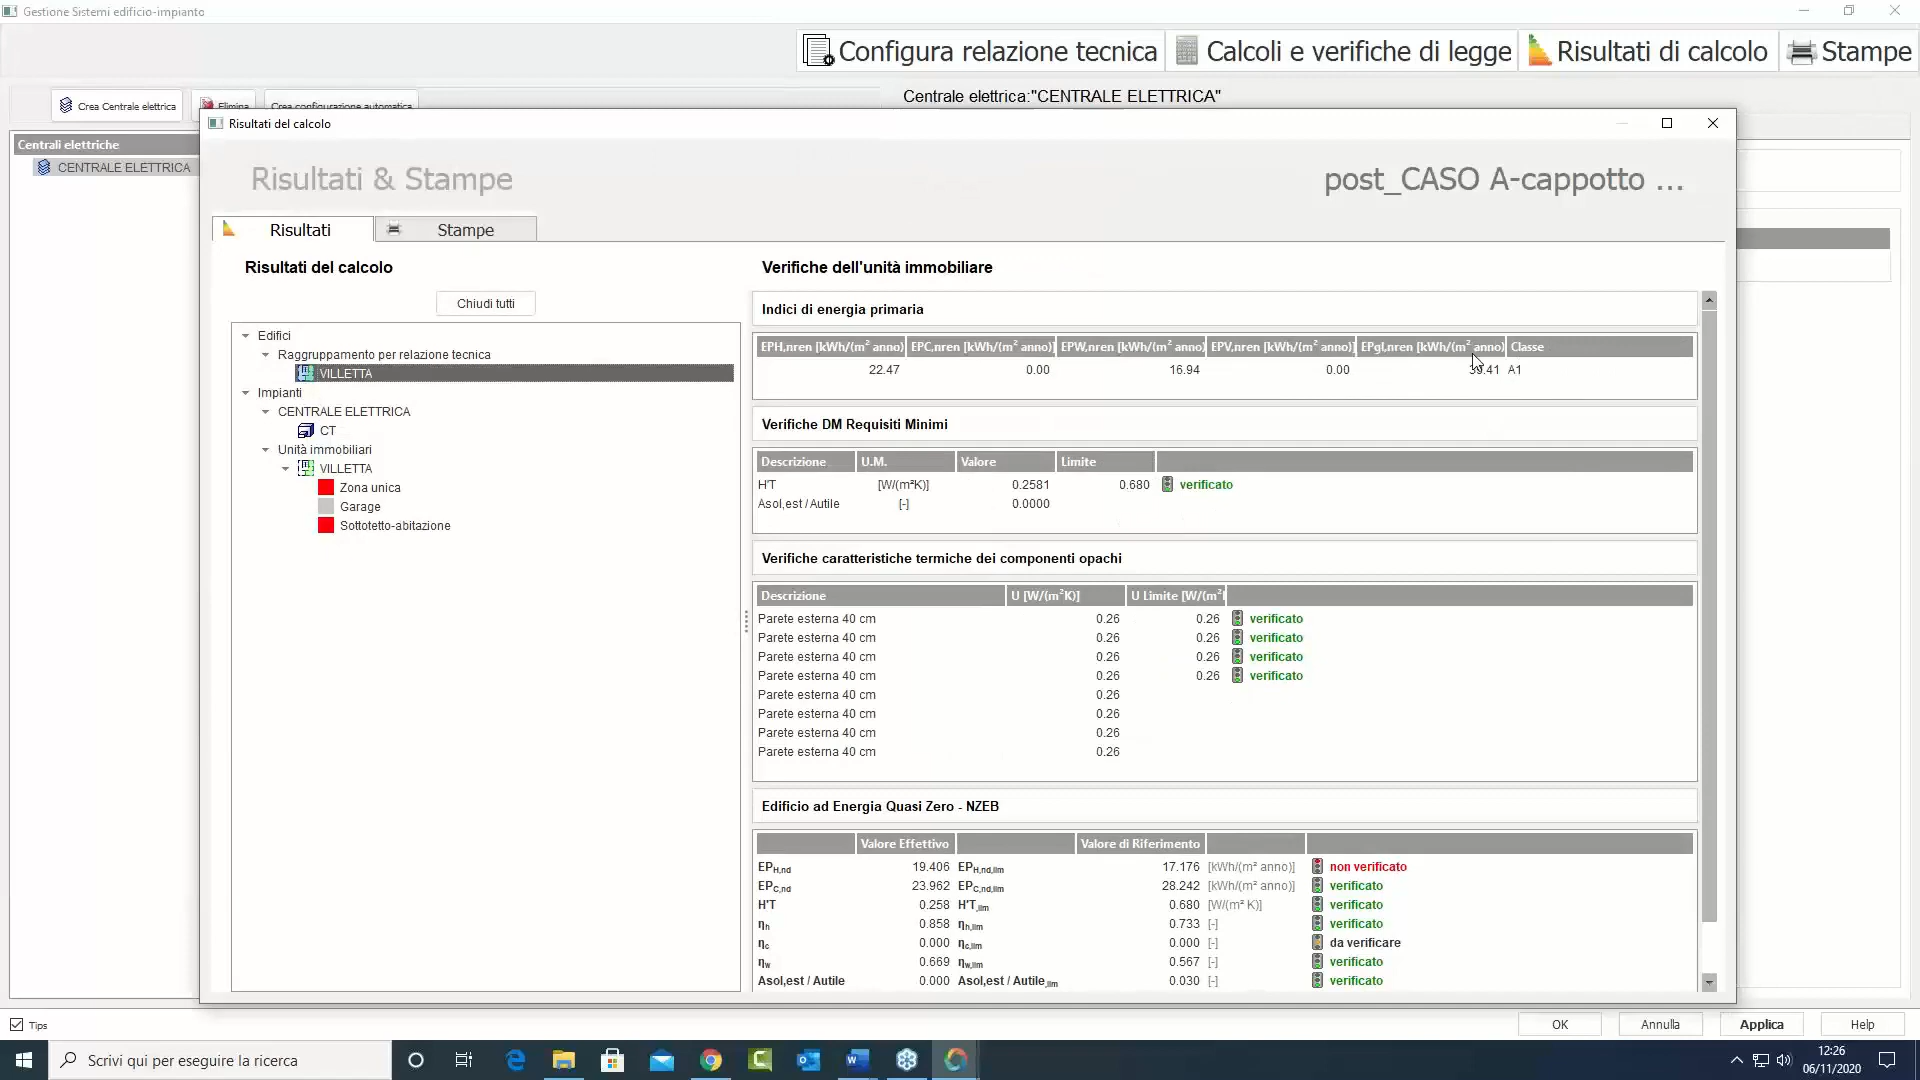 Gestione Sistemi edificio-impianto
Configura relazione tecnica Calcoli e verifiche di legge Risultati di calcolo Stampe
Crea Centrale elettrica Elimina Crea configurazione automatica
Centrale elettrica:"CENTRALE ELETTRICA"
Centrali elettriche
CENTRALE ELETTRICA
Risultati del calcolo
Risultati & Stampe
post_CASO A-cappotto ...
Risultati Stampe
Risultati del calcolo
Chiudi tutti
Edifici
Raggruppamento per relazione tecnica
VILLETTA
Impianti
CENTRALE ELETTRICA
CT
Unità immobiliari
VILLETTA
Zona unica
Garage
Sottotetto-abitazione
Verifiche dell'unità immobiliare
Indici di energia primaria
EPH,nren [kWh/(m² anno) EPC,nren [kWh/(m² anno)] EPW,nren [kWh/(m² anno) EPV,nren [kWh/(m² anno)] EPgl,nren [kWh/(m² anno) Classe
22.47 0.00 16.94 0.00 39.41 A1
Verifiche DM Requisiti Minimi
Descrizione U.M. Valore Limite
H'T [W/(m²K)] 0.2581 0.680 verificato
Asol,est / Autile [-] 0.0000
Verifiche caratteristiche termiche dei componenti opachi
Descrizione U [W/(m²K)] U Limite [W/(m²
Parete esterna 40 cm 0.26 0.26 verificato
Parete esterna 40 cm 0.26 0.26 verificato
Parete esterna 40 cm 0.26 0.26 verificato
Parete esterna 40 cm 0.26 0.26 verificato
Parete esterna 40 cm 0.26
Parete esterna 40 cm 0.26
Parete esterna 40 cm 0.26
Parete esterna 40 cm 0.26
Edificio ad Energia Quasi Zero - NZEB
Valore Effettivo Valore di Riferimento
EPH,nd 19.406 EPH,nd,lim 17.176 [kWh/(m² anno)] non verificato
EPC,nd 23.962 EPC,nd,lim 28.242 [kWh/(m² anno)] verificato
H'T 0.258 H'T,lim 0.680 [W/(m² K)] verificato
ηh 0.858 ηh,lim 0.733 [-] verificato
ηc 0.000 ηc,lim 0.000 [-] da verificare
ηw 0.669 ηw,lim 0.567 [-] verificato
Asol,est / Autile 0.000 Asol,est / Autile,lim 0.030 [-] verificato
Tips
OK Annulla Applica Help
Scrivi qui per eseguire la ricerca
12:26
06/11/2020